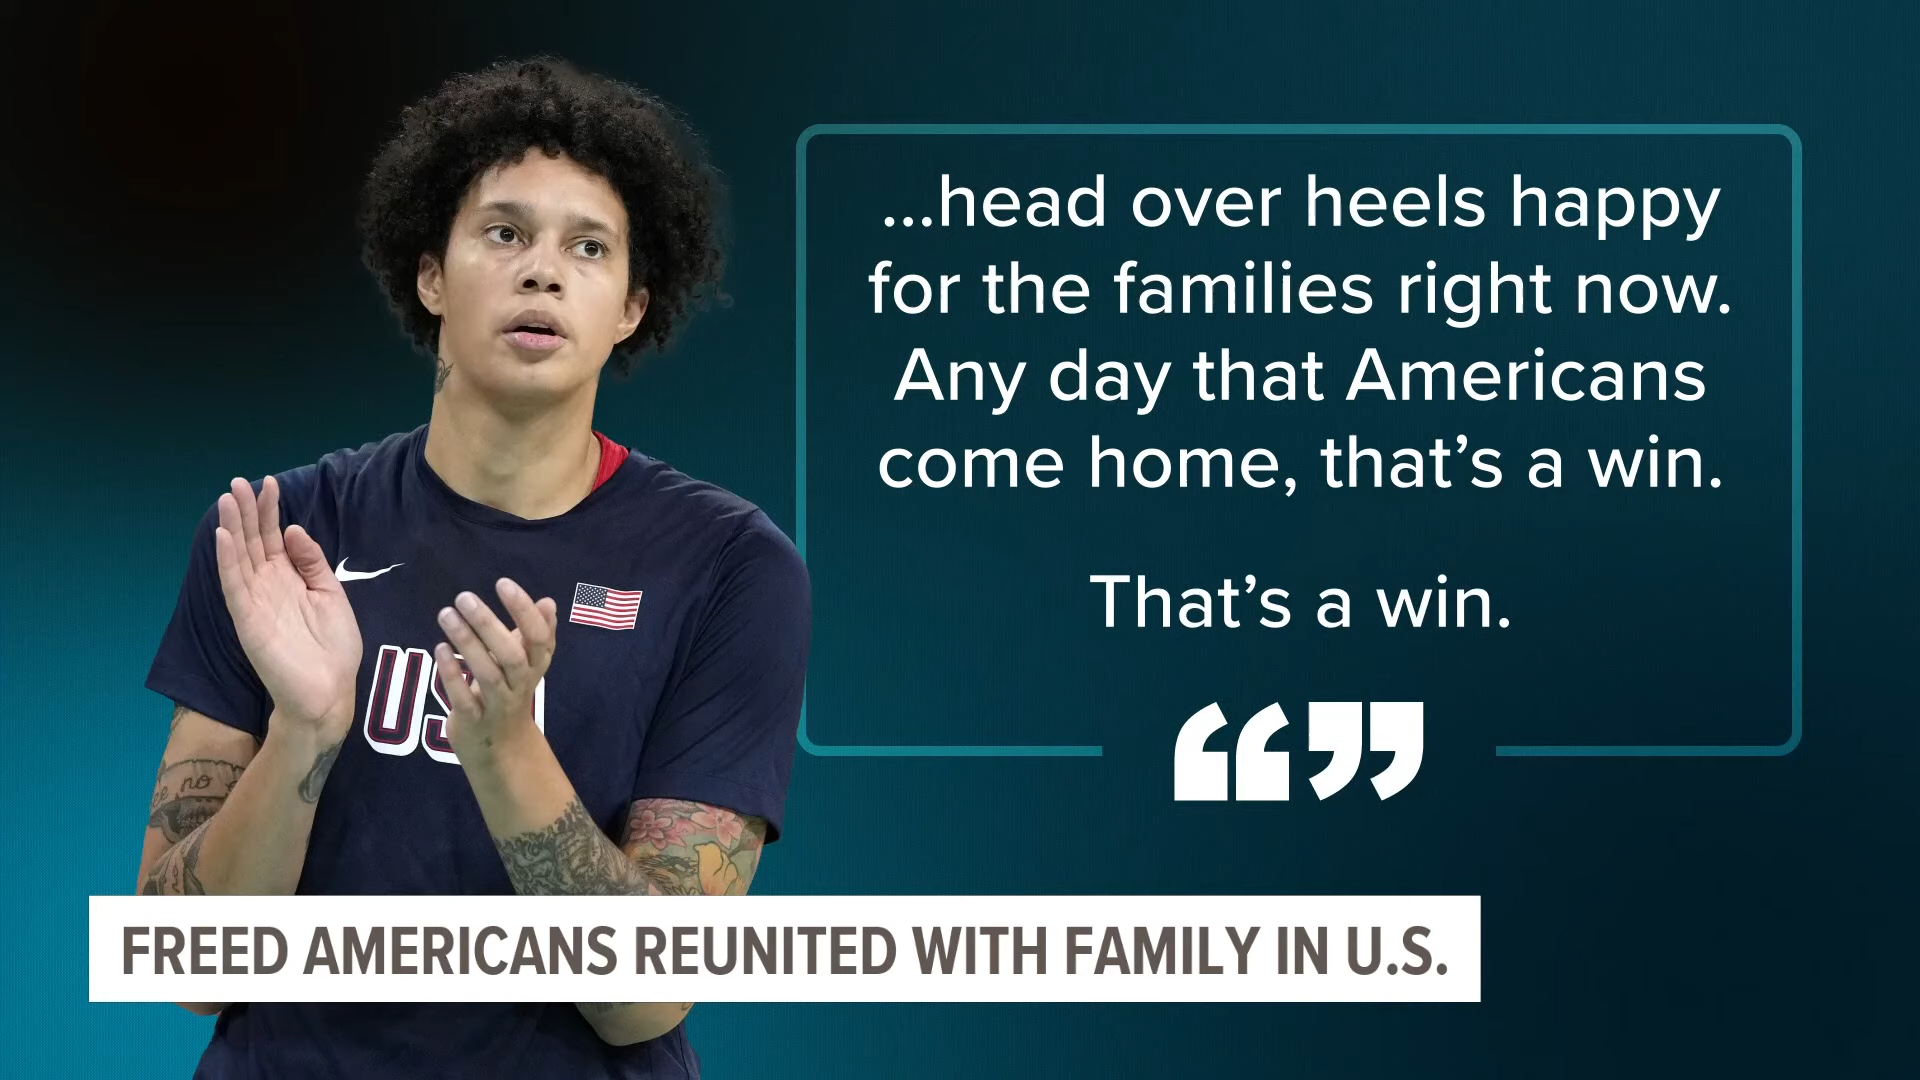 ...head over heels happy
for the families right now.
Any day that Americans
come home, that’s a win.
That’s a win.
“”
USA
no
FREED AMERICANS REUNITED WITH FAMILY IN U.S.